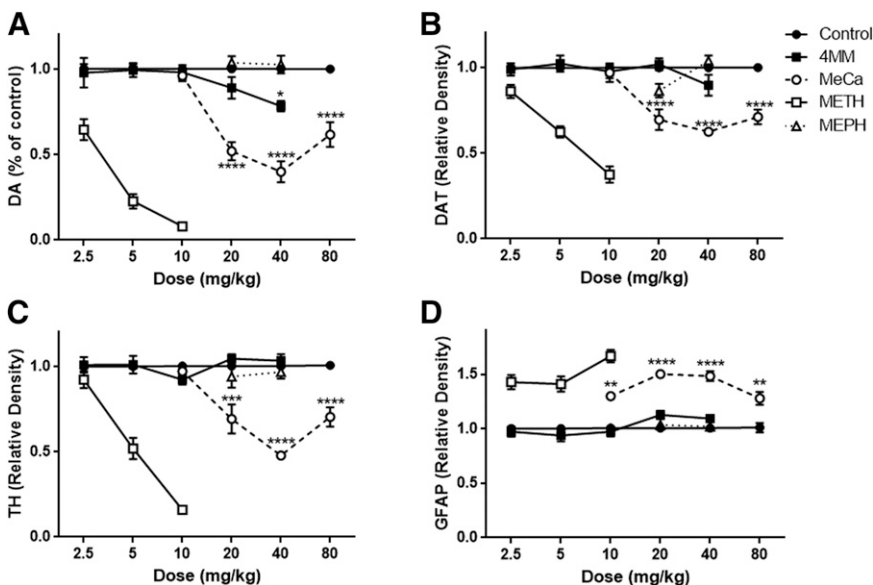 A
DA (% of control)
1.0
0.5
0.0
*
****
****
****
2.5 5 10 20 40 80
Dose (mg/kg)
B
DAT (Relative Density)
1.0
0.5
0.0
****
****
****
2.5 5 10 20 40 80
Dose (mg/kg)
Control
4MM
MeCa
METH
MEPH
C
TH (Relative Density)
1.0
0.5
0.0
***
****
****
2.5 5 10 20 40 80
Dose (mg/kg)
D
GFAP (Relative Density)
1.5
1.0
0.5
0.0
**
****
****
**
2.5 5 10 20 40 80
Dose (mg/kg)